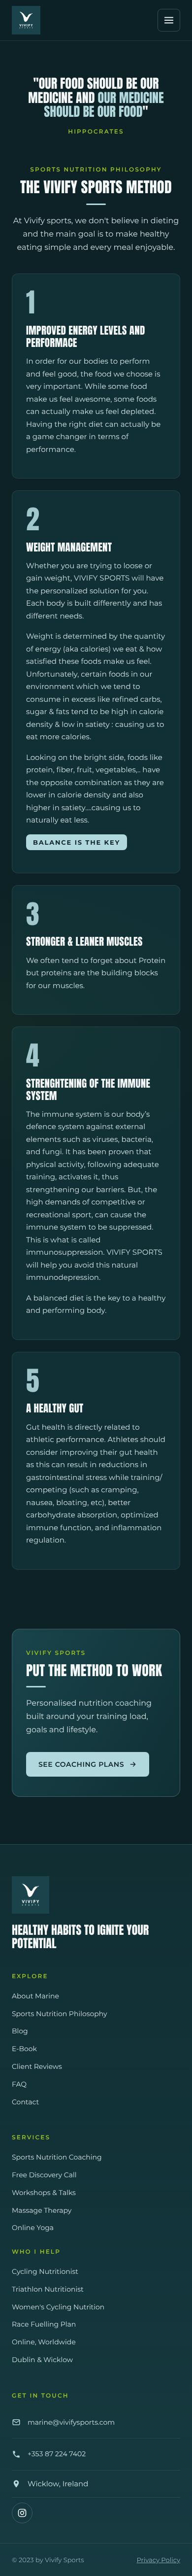 VIVIFY
SPORTS
"OUR FOOD SHOULD BE OUR
MEDICINE AND OUR MEDICINE
SHOULD BE OUR FOOD"
HIPPOCRATES
SPORTS NUTRITION PHILOSOPHY
THE VIVIFY SPORTS METHOD
At Vivify sports, we don't believe in dieting
as the main goal is to make healthy
eating simple and every meal enjoyable.
1
IMPROVED ENERGY LEVELS AND
PERFORMACE
In order for our bodies to perform
and feel good, the food we choose is
very important. While some food
make us feel awesome, some foods
can actually make us feel depleted.
Having the right diet can actually be
a game changer in terms of
performance.
2
WEIGHT MANAGEMENT
Whether you are trying to loose or
gain weight, VIVIFY SPORTS will have
the personalized solution for you.
Each body is built differently and has
different needs.
Weight is determined by the quantity
of energy (aka calories) we eat & how
satisfied these foods make us feel.
Unfortunately, certain foods in our
environment which we tend to
consume in excess like refined carbs,
sugar & fats tend to be high in calorie
density & low in satiety : causing us to
eat more calories.
Looking on the bright side, foods like
protein, fiber, fruit, vegetables,.. have
the opposite combination as they are
lower in calorie density and also
higher in satiety....causing us to
naturally eat less.
BALANCE IS THE KEY
3
STRONGER & LEANER MUSCLES
We often tend to forget about Protein
but proteins are the building blocks
for our muscles.
4
STRENGHTENING OF THE IMMUNE
SYSTEM
The immune system is our body's
defence system against external
elements such as viruses, bacteria,
and fungi. It has been proven that
physical activity, following adequate
training, activates it, thus
strengthening our barriers. But, the
high demands of competitive or
recreational sport, can cause the
immune system to be suppressed.
This is what is called
immunosuppression. VIVIFY SPORTS
will help you avoid this natural
immunodepression.
A balanced diet is the key to a healthy
and performing body.
5
A HEALTHY GUT
Gut health is directly related to
athletic performance. Athletes should
consider improving their gut health
as this can result in reductions in
gastrointestinal stress while training/
competing (such as cramping,
nausea, bloating, etc), better
carbohydrate absorption, optimized
immune function, and inflammation
regulation.
VIVIFY SPORTS
PUT THE METHOD TO WORK
Personalised nutrition coaching
built around your training load,
goals and lifestyle.
SEE COACHING PLANS →
VIVIFY
SPORTS
HEALTHY HABITS TO IGNITE YOUR
POTENTIAL
EXPLORE
About Marine
Sports Nutrition Philosophy
Blog
E-Book
Client Reviews
FAQ
Contact
SERVICES
Sports Nutrition Coaching
Free Discovery Call
Workshops & Talks
Massage Therapy
Online Yoga
WHO I HELP
Cycling Nutritionist
Triathlon Nutritionist
Women's Cycling Nutrition
Race Fuelling Plan
Online, Worldwide
Dublin & Wicklow
GET IN TOUCH
marine@vivifysports.com
+353 87 224 7402
Wicklow, Ireland
© 2023 by Vivify Sports Privacy Policy